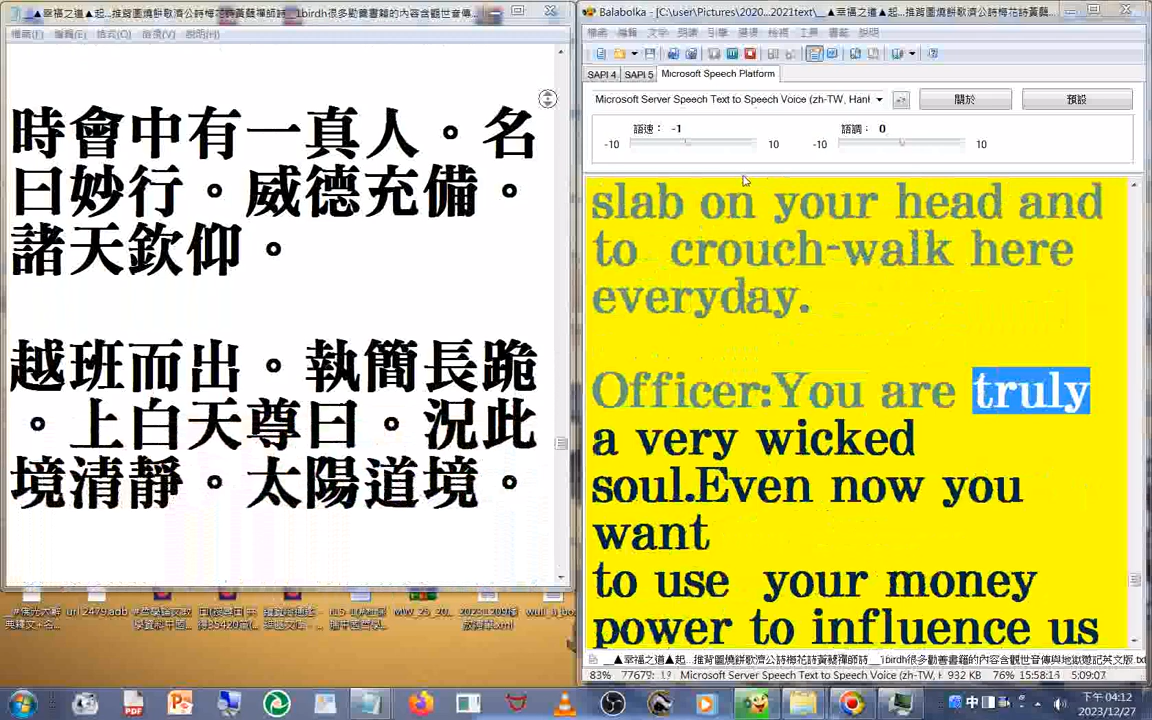 時會中有一真人。名
曰妙行。威德充備。
諸天欽仰。
越班而出。執簡長跪
。上白天尊曰。況此
境清靜。太陽道境。
Balabolka - [C:\user\Pictures\2020...2021text\
SAPI 4 SAPI 5 Microsoft Speech Platform
Microsoft Server Speech Text to Speech Voice (zh-TW, Hanl
關於
預設
語速： -1
語調： 0
-10 10 -10 10
slab on your head and
to crouch-walk here
everyday.
Officer:You are truly
a very wicked
soul.Even now you
want
to use your money
power to influence us
83% 77679: Microsoft Server Speech Text to Speech Voice (zh-TW, H 932 KB 76% 15:58:16 5:09:07
下午 04:12
2023/12/27